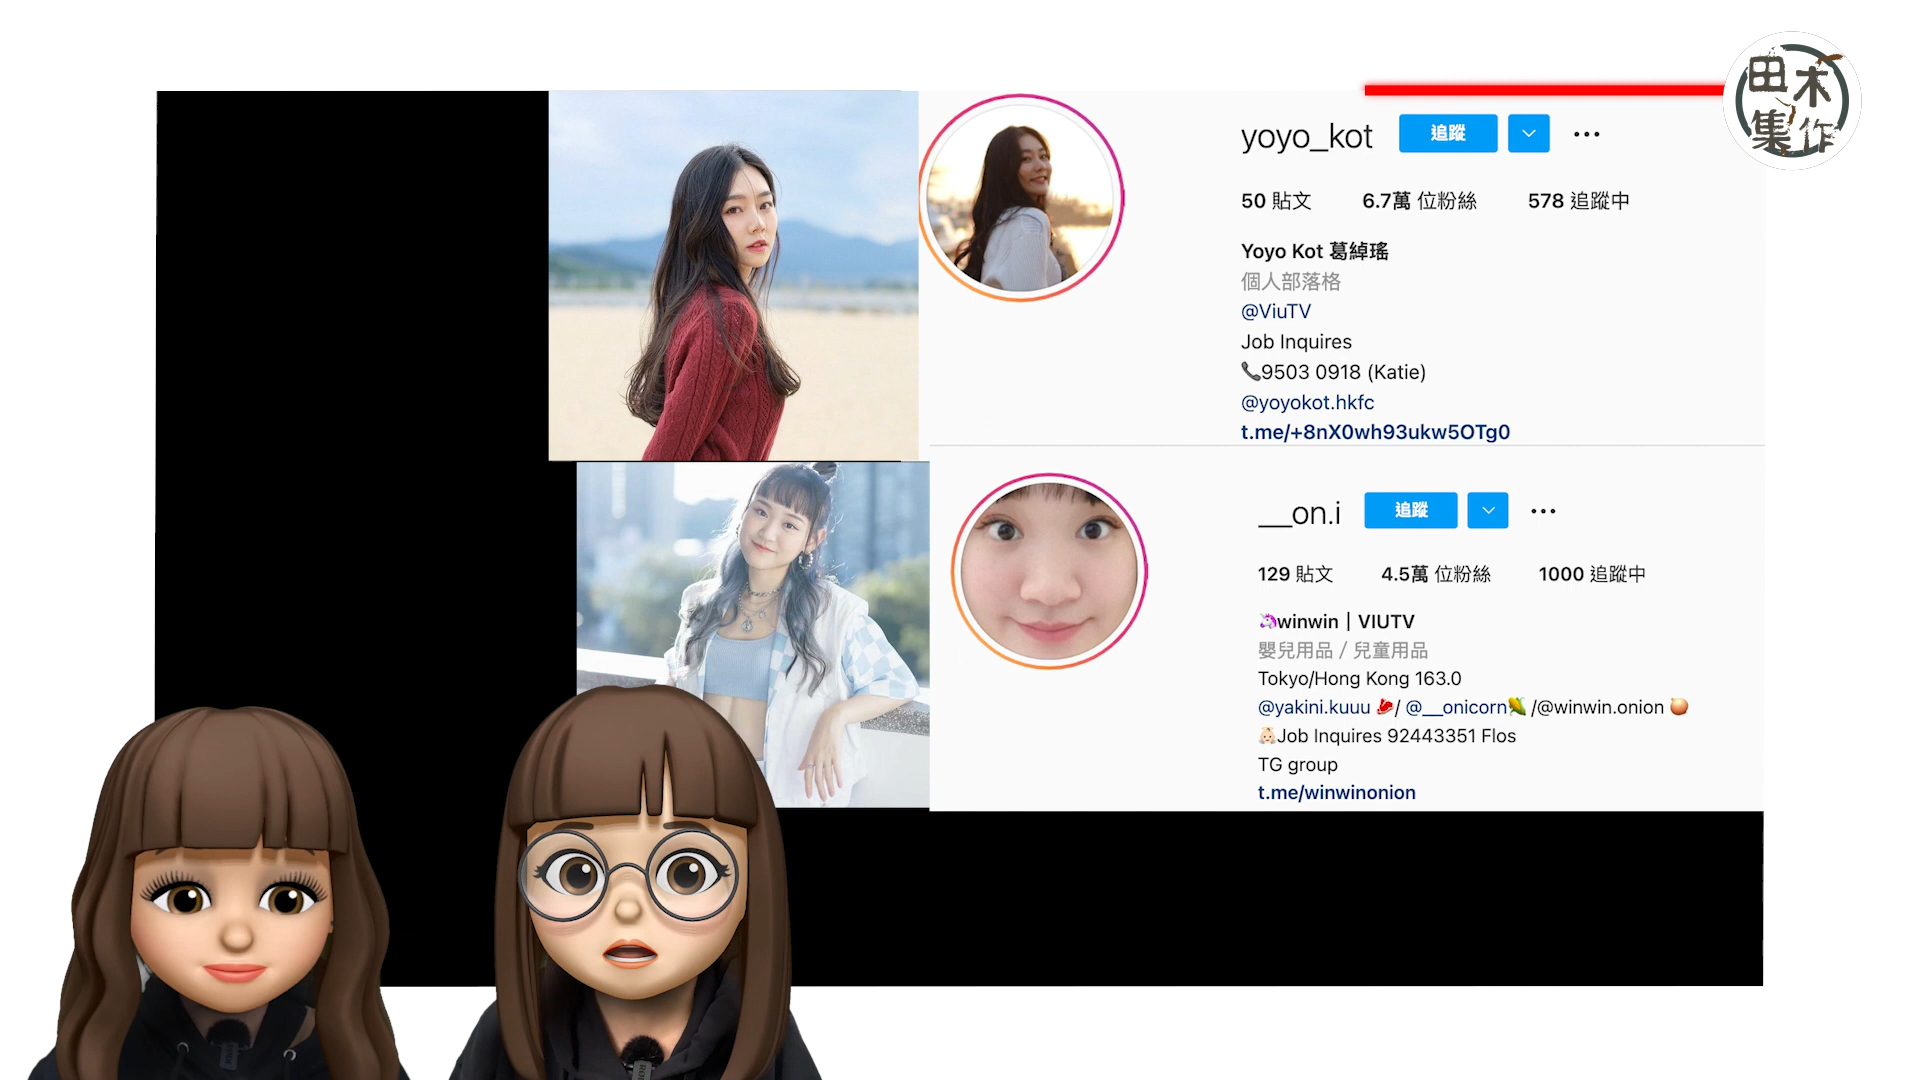 田木
集作
yoyo_kot 追蹤
50 貼文 6.7萬 位粉絲 578 追蹤中
Yoyo Kot 葛綽瑤
個人部落格
@ViuTV
Job Inquires
📞9503 0918 (Katie)
@yoyokot.hkfc
t.me/+8nX0wh93ukw5OTg0
__on.i 追蹤
129 貼文 4.5萬 位粉絲 1000 追蹤中
🦄winwin | VIUTV
嬰兒用品 / 兒童用品
Tokyo/Hong Kong 163.0
@yakini.kuuu 🥩/ @__onicorn🌽 /@winwin.onion 🧅
👶🏻Job Inquires 92443351 Flos
TG group
t.me/winwinonion